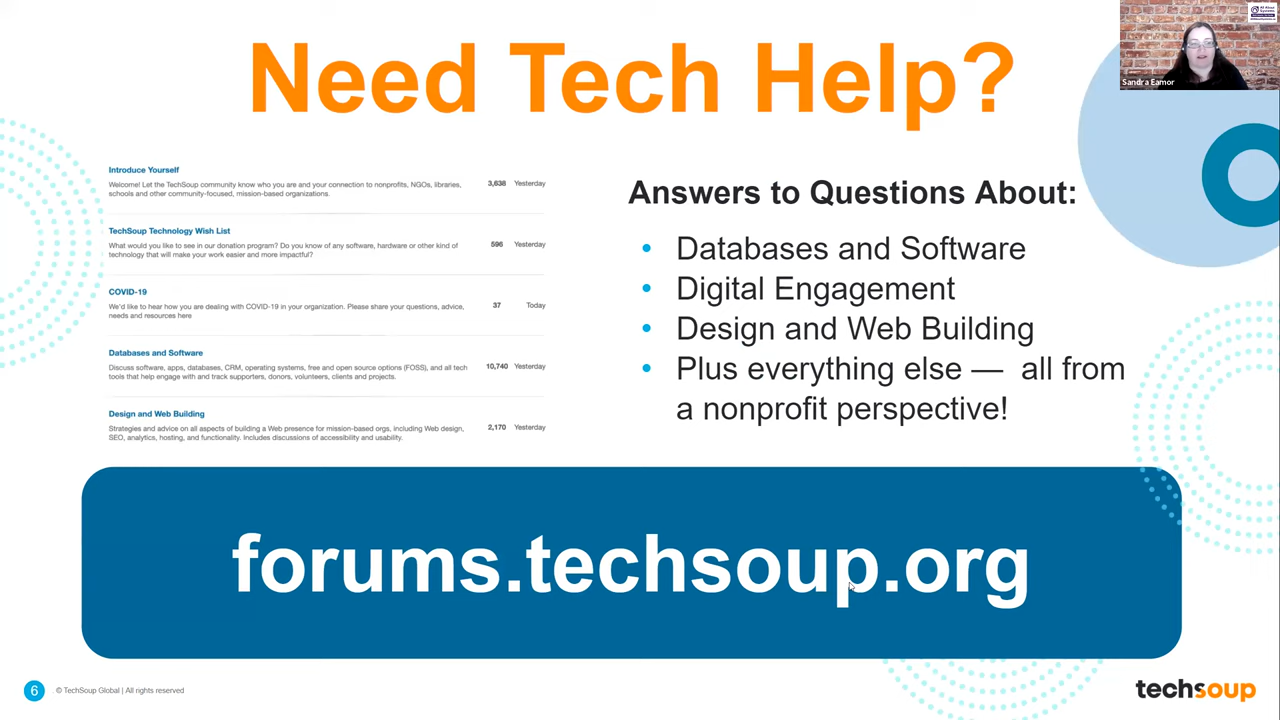 Need Tech Help?
Sandra Eamor
Introduce Yourself
Welcome! Let the TechSoup community know who you are and your connection to nonprofits, NGOs, libraries,
schools and other community-focused, mission-based organizations.
3,638 Yesterday
TechSoup Technology Wish List
What would you like to see in our donation program? Do you know of any software, hardware or other kind of
technology that will make your work easier and more impactful?
596 Yesterday
COVID-19
We'd like to hear how you are dealing with COVID-19 in your organization. Please share your questions, advice,
needs and resources here
37 Today
Databases and Software
Discuss software, apps, databases, CRM, operating systems, free and open source options (FOSS), and all tech
tools that help engage with and track supporters, donors, volunteers, clients and projects.
10,740 Yesterday
Design and Web Building
Strategies and advice on all aspects of building a Web presence for mission-based orgs, including Web design,
SEO, analytics, hosting, and functionality. Includes discussions of accessibility and usability.
2,170 Yesterday
Answers to Questions About:
• Databases and Software
• Digital Engagement
• Design and Web Building
• Plus everything else — all from
a nonprofit perspective!
forums.techsoup.org
6
© TechSoup Global | All rights reserved
techsoup